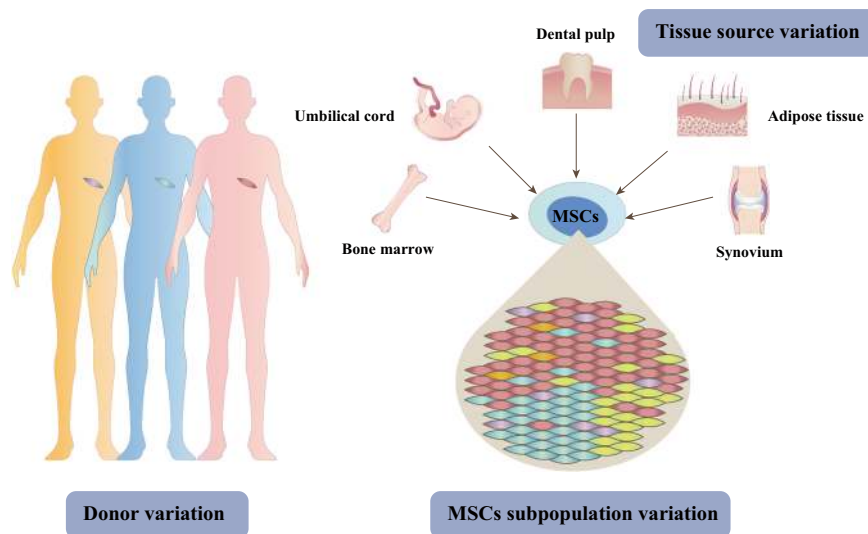 Tissue source variation
Dental pulp
Umbilical cord
Adipose tissue
MSCs
Bone marrow
Synovium
Donor variation
MSCs subpopulation variation